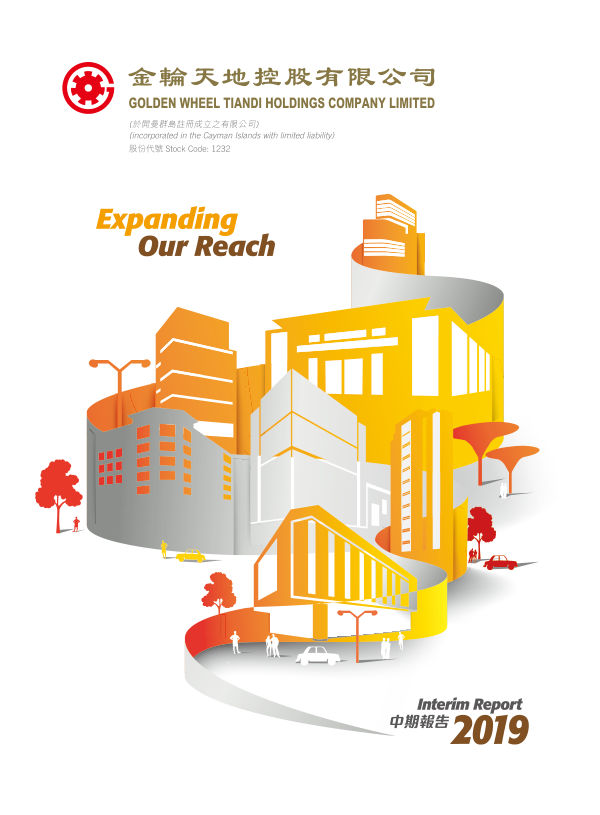 金輪天地控股有限公司
GOLDEN WHEEL TIANDI HOLDINGS COMPANY LIMITED
(於開曼群島註冊成立之有限公司)
(incorporated in the Cayman Islands with limited liability)
股份代號 Stock Code: 1232
Expanding
Our Reach
Interim Report
中期報告 2019